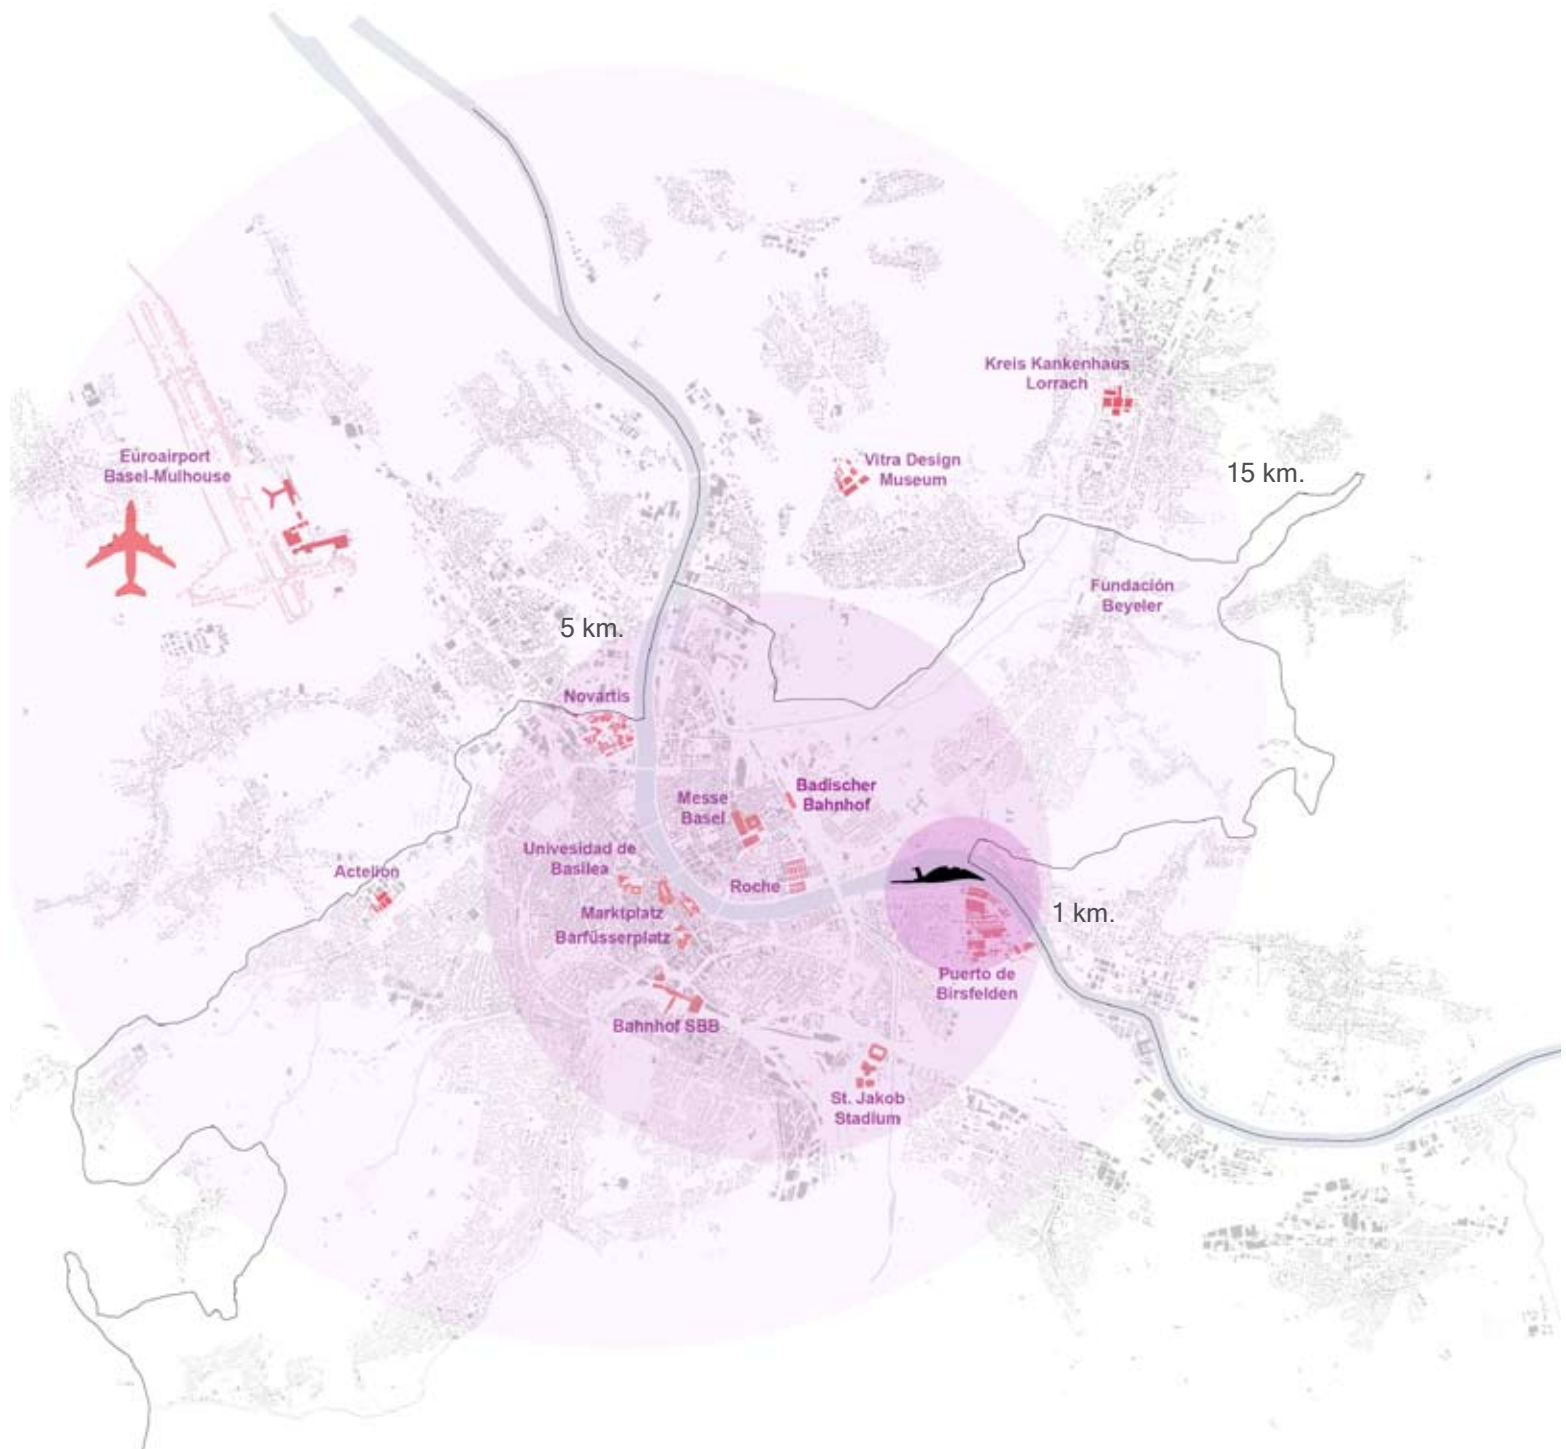 Kreis Kankenhaus
Lorrach
Euroairport
Basel-Mulhouse
Vitra Design
Museum
15 km.
Fundación
Beyeler
5 km.
Novartis
Badischer
Bahnhof
Messe
Basel
Univesidad de
Basilea
Actelion
Roche
Marktplatz
Barfüsserplatz
1 km.
Puerto de
Birsfelden
Bahnhof SBB
St. Jakob
Stadium